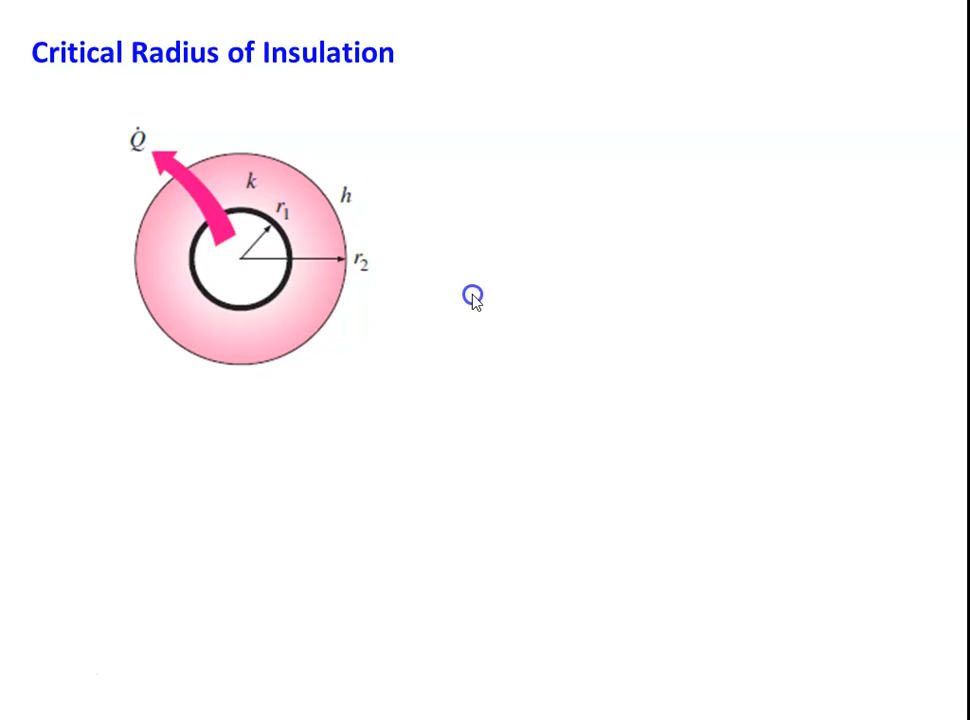 Critical Radius of Insulation
Q̇
k
h
r₁
r₂